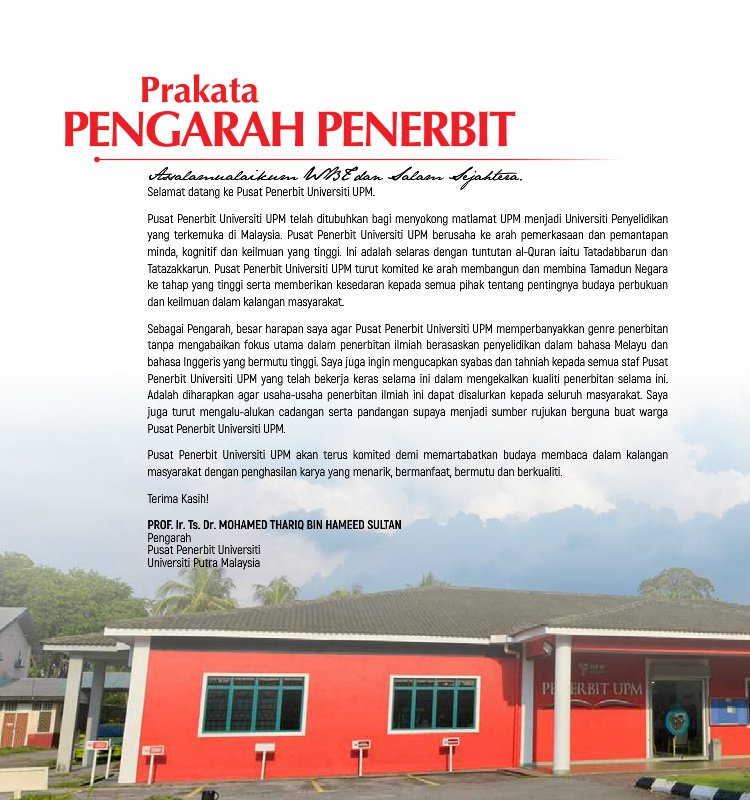 Prakata
PENGARAH PENERBIT
Assalamualaikum WBT dan Salam Sejahtera.
Selamat datang ke Pusat Penerbit Universiti UPM.
Pusat Penerbit Universiti UPM telah ditubuhkan bagi menyokong matlamat UPM menjadi Universiti Penyelidikan
yang terkemuka di Malaysia. Pusat Penerbit Universiti UPM berusaha ke arah pemerkasaan dan pemantapan
minda, kognitif dan keilmuan yang tinggi. Ini adalah selaras dengan tuntutan al-Quran iaitu Tatadabbarun dan
Tatazakkarun. Pusat Penerbit Universiti UPM turut komited ke arah membangun dan membina Tamadun Negara
ke tahap yang tinggi serta memberikan kesedaran kepada semua pihak tentang pentingnya budaya perbukuan
dan keilmuan dalam kalangan masyarakat.
Sebagai Pengarah, besar harapan saya agar Pusat Penerbit Universiti UPM memperbanyakkan genre penerbitan
tanpa mengabaikan fokus utama dalam penerbitan ilmiah berasaskan penyelidikan dalam bahasa Melayu dan
bahasa Inggeris yang bermutu tinggi. Saya juga ingin mengucapkan syabas dan tahniah kepada semua staf Pusat
Penerbit Universiti UPM yang telah bekerja keras selama ini dalam mengekalkan kualiti penerbitan selama ini.
Adalah diharapkan agar usaha-usaha penerbitan ilmiah ini dapat disalurkan kepada seluruh masyarakat. Saya
juga turut mengalu-alukan cadangan serta pandangan supaya menjadi sumber rujukan berguna buat warga
Pusat Penerbit Universiti UPM.
Pusat Penerbit Universiti UPM akan terus komited demi memartabatkan budaya membaca dalam kalangan
masyarakat dengan penghasilan karya yang menarik, bermanfaat, bermutu dan berkualiti.
Terima Kasih!
PROF. Ir. Ts. Dr. MOHAMED THARIQ BIN HAMEED SULTAN
Pengarah
Pusat Penerbit Universiti
Universiti Putra Malaysia
UPM
PENERBIT UPM